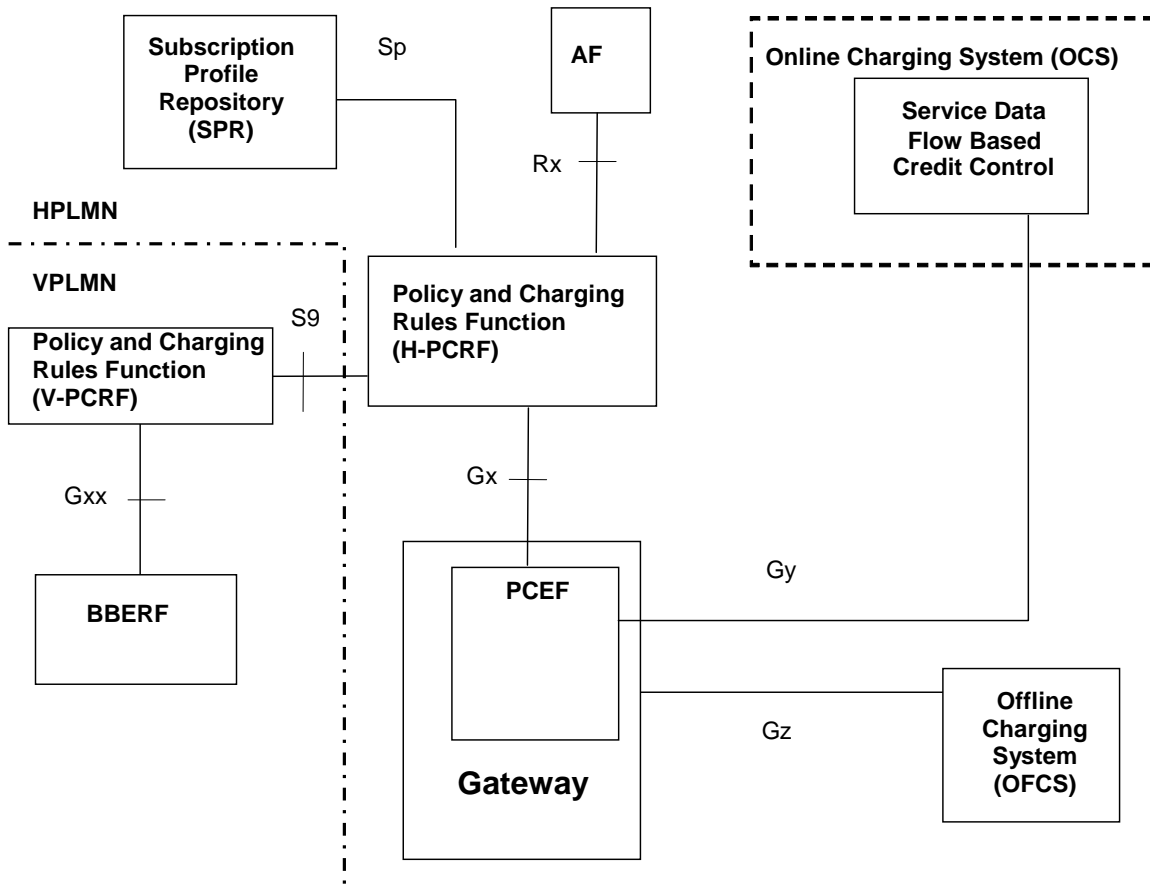 Subscription
Profile
Repository
(SPR)
Sp
AF
Online Charging System (OCS)
Service Data
Flow Based
Credit Control
Rx
HPLMN
VPLMN
Policy and Charging
Rules Function
(H-PCRF)
S9
Policy and Charging
Rules Function
(V-PCRF)
Gx
Gxx
Gy
PCEF
BBERF
Offline
Charging
System
(OFCS)
Gz
Gateway